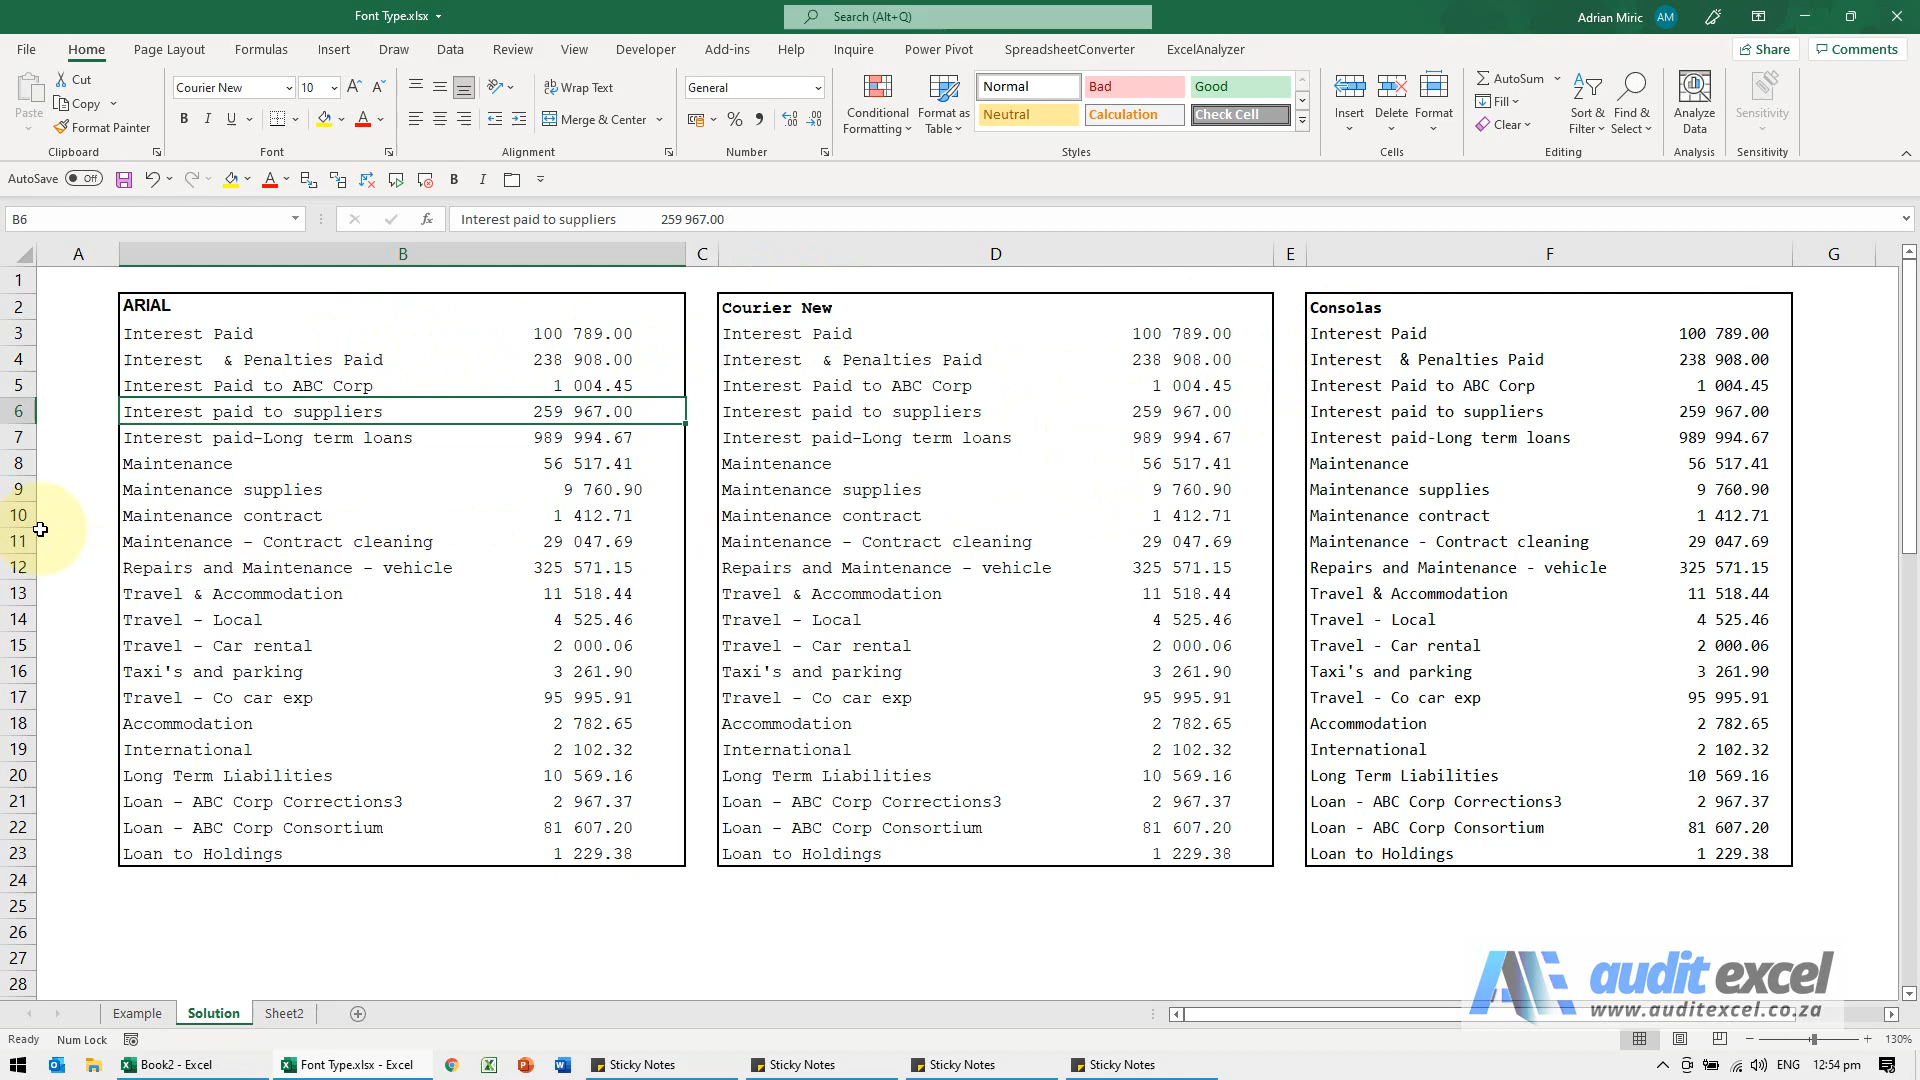 Font Type.xlsx
Search (Alt+Q)
Adrian Miric AM
File Home Page Layout Formulas Insert Draw Data Review View Developer Add-ins Help Inquire Power Pivot SpreadsheetConverter ExcelAnalyzer Share Comments
Paste
Cut
Copy
Format Painter
Clipboard
Courier New 10
B I U
Font
Wrap Text
Merge & Center
Alignment
General
Number
Conditional Formatting
Format as Table
Normal Bad Good
Neutral Calculation Check Cell
Styles
Insert Delete Format
Cells
AutoSum
Fill
Clear
Sort & Filter
Find & Select
Editing
Analyze Data
Analysis
Sensitivity
Sensitivity
AutoSave Off
B I
B6 fx Interest paid to suppliers 259 967.00
A B C D E F G
1
2 ARIAL Courier New Consolas
3 Interest Paid 100 789.00 Interest Paid 100 789.00 Interest Paid 100 789.00
4 Interest  & Penalties Paid 238 908.00 Interest  & Penalties Paid 238 908.00 Interest  & Penalties Paid 238 908.00
5 Interest Paid to ABC Corp 1 004.45 Interest Paid to ABC Corp 1 004.45 Interest Paid to ABC Corp 1 004.45
6 Interest paid to suppliers 259 967.00 Interest paid to suppliers 259 967.00 Interest paid to suppliers 259 967.00
7 Interest paid-Long term loans 989 994.67 Interest paid-Long term loans 989 994.67 Interest paid-Long term loans 989 994.67
8 Maintenance 56 517.41 Maintenance 56 517.41 Maintenance 56 517.41
9 Maintenance supplies 9 760.90 Maintenance supplies 9 760.90 Maintenance supplies 9 760.90
10 Maintenance contract 1 412.71 Maintenance contract 1 412.71 Maintenance contract 1 412.71
11 Maintenance - Contract cleaning 29 047.69 Maintenance - Contract cleaning 29 047.69 Maintenance - Contract cleaning 29 047.69
12 Repairs and Maintenance - vehicle 325 571.15 Repairs and Maintenance - vehicle 325 571.15 Repairs and Maintenance - vehicle 325 571.15
13 Travel & Accommodation 11 518.44 Travel & Accommodation 11 518.44 Travel & Accommodation 11 518.44
14 Travel - Local 4 525.46 Travel - Local 4 525.46 Travel - Local 4 525.46
15 Travel - Car rental 2 000.06 Travel - Car rental 2 000.06 Travel - Car rental 2 000.06
16 Taxi's and parking 3 261.90 Taxi's and parking 3 261.90 Taxi's and parking 3 261.90
17 Travel - Co car exp 95 995.91 Travel - Co car exp 95 995.91 Travel - Co car exp 95 995.91
18 Accommodation 2 782.65 Accommodation 2 782.65 Accommodation 2 782.65
19 International 2 102.32 International 2 102.32 International 2 102.32
20 Long Term Liabilities 10 569.16 Long Term Liabilities 10 569.16 Long Term Liabilities 10 569.16
21 Loan - ABC Corp Corrections3 2 967.37 Loan - ABC Corp Corrections3 2 967.37 Loan - ABC Corp Corrections3 2 967.37
22 Loan - ABC Corp Consortium 81 607.20 Loan - ABC Corp Consortium 81 607.20 Loan - ABC Corp Consortium 81 607.20
23 Loan to Holdings 1 229.38 Loan to Holdings 1 229.38 Loan to Holdings 1 229.38
24
25
26
27
28
audit excel
www.auditexcel.co.za
Example Solution Sheet2
Ready Num Lock 130%
Book2 - Excel Font Type.xlsx - Excel Sticky Notes Sticky Notes Sticky Notes Sticky Notes ENG 12:54 pm